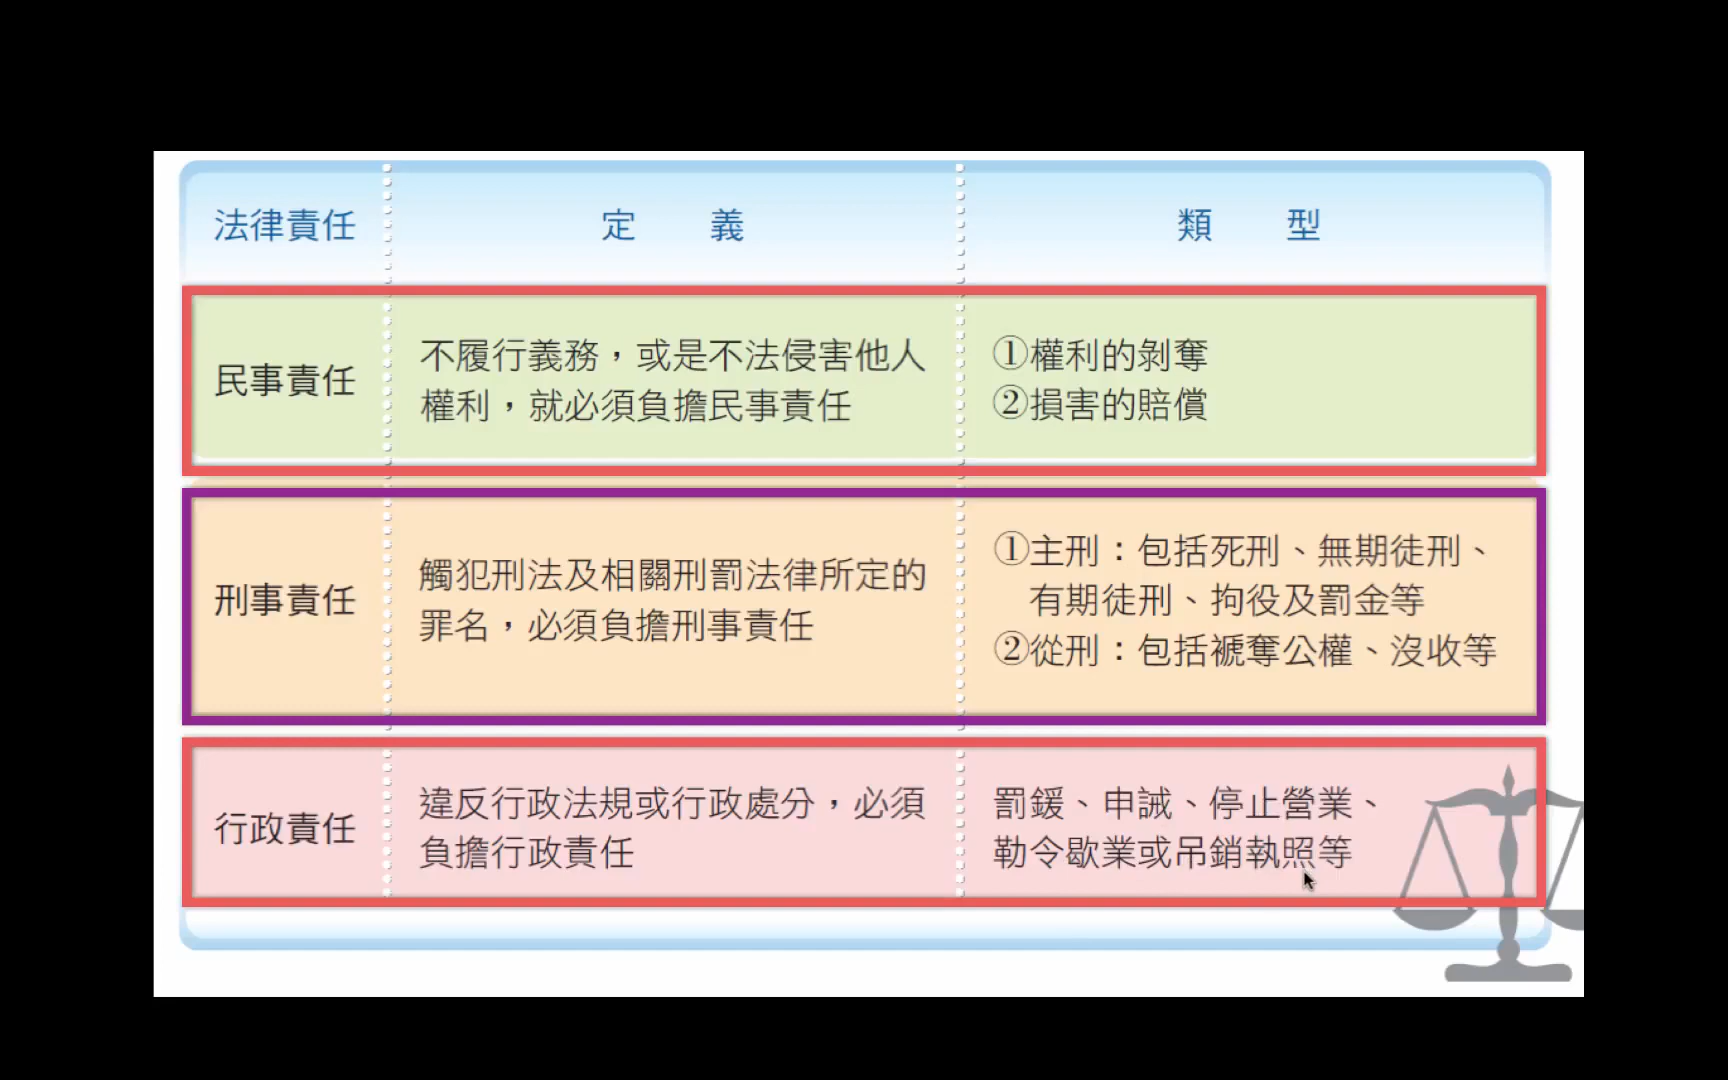 法律責任 定義 類型
民事責任
不履行義務，或是不法侵害他人
權利，就必須負擔民事責任
①權利的剝奪
②損害的賠償
刑事責任
觸犯刑法及相關刑罰法律所定的
罪名，必須負擔刑事責任
①主刑：包括死刑、無期徒刑、
有期徒刑、拘役及罰金等
②從刑：包括褫奪公權、沒收等
行政責任
違反行政法規或行政處分，必須
負擔行政責任
罰鍰、申誡、停止營業、
勒令歇業或吊銷執照等